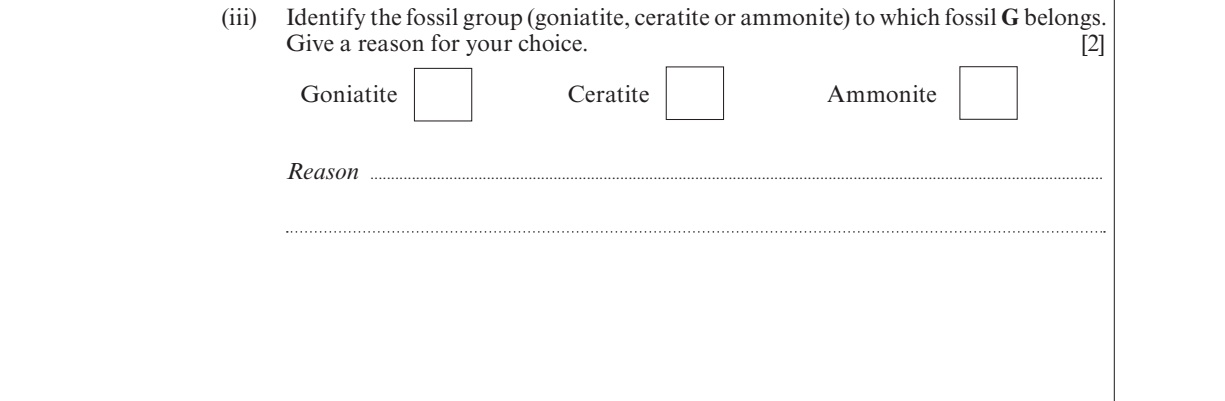 (iii) Identify the fossil group (goniatite, ceratite or ammonite) to which fossil G belongs.
Give a reason for your choice. [2]
Goniatite Ceratite Ammonite
Reason ........................................................................
........................................................................